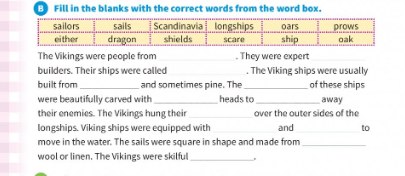 B Fill in the blanks with the correct words from the word box.
sailors sails Scandinavia longships oars prows
either dragon shields scare ship oak
The Vikings were people from ____________. They were expert ____________
builders. Their ships were called ____________. The Viking ships were usually
built from ____________ and sometimes pine. The ____________ of these ships
were beautifully carved with ____________ heads to ____________ away
their enemies. The Vikings hung their ____________ over the outer sides of the
longships. Viking ships were equipped with ____________ and ____________ to
move in the water. The sails were square in shape and made from ____________
wool or linen. The Vikings were skilful ____________.